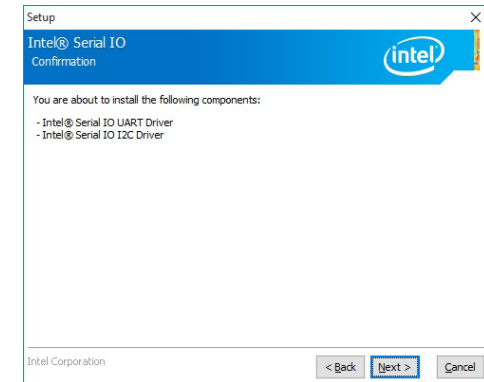 Setup
Intel® Serial IO
Confirmation
intel
You are about to install the following components:
- Intel® Serial IO UART Driver
- Intel® Serial IO I2C Driver
Intel Corporation
< Back Next > Cancel